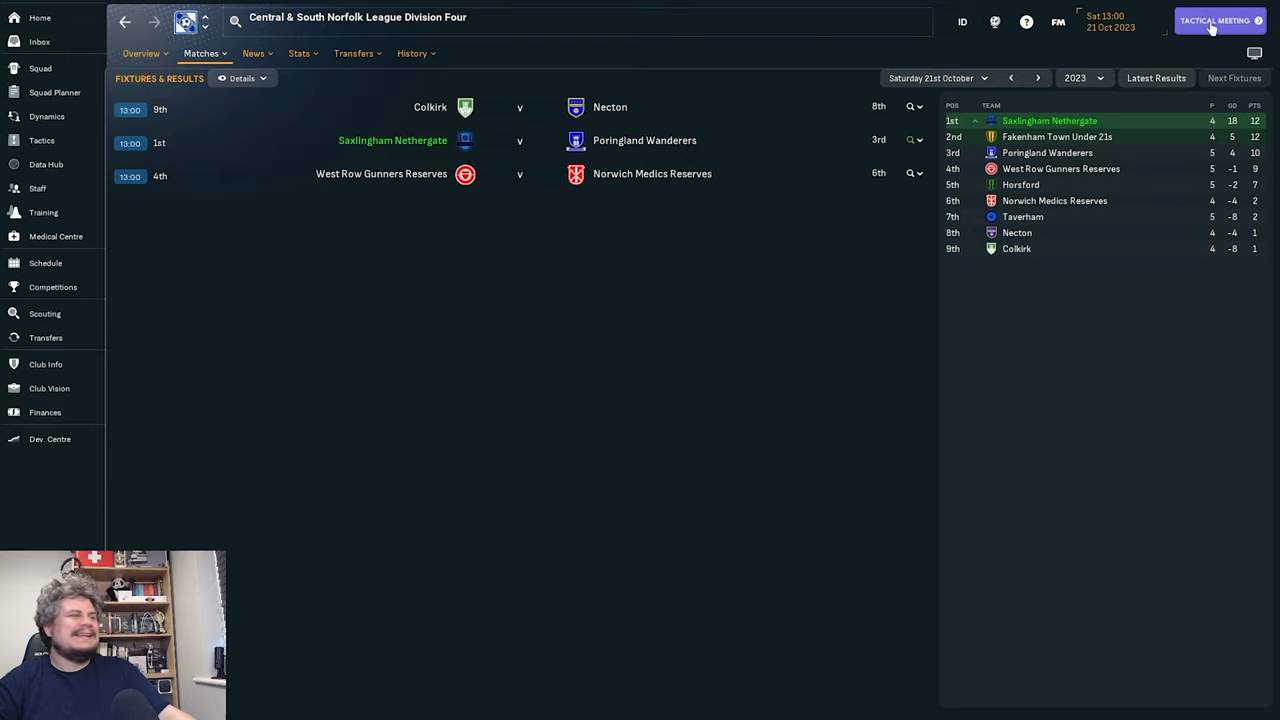 Home
Inbox
Squad
Squad Planner
Dynamics
Tactics
Data Hub
Staff
Training
Medical Centre
Schedule
Competitions
Scouting
Transfers
Club Info
Club Vision
Finances
Dev. Centre
Central & South Norfolk League Division Four
ID
?
FM
Sat 13:00
21 Oct 2023
TACTICAL MEETING
Overview
Matches
News
Stats
Transfers
History
FIXTURES & RESULTS
Details
Saturday 21st October
2023
Latest Results
Next Fixtures
13:00 9th Colkirk v Necton 8th
13:00 1st Saxlingham Nethergate v Poringland Wanderers 3rd
13:00 4th West Row Gunners Reserves v Norwich Medics Reserves 6th
POS TEAM P GD PTS
1st Saxlingham Nethergate 4 18 12
2nd Fakenham Town Under 21s 4 5 12
3rd Poringland Wanderers 5 4 10
4th West Row Gunners Reserves 5 -1 9
5th Horsford 5 -2 7
6th Norwich Medics Reserves 4 -4 2
7th Taverham 5 -8 2
8th Necton 4 -4 1
9th Colkirk 4 -8 1